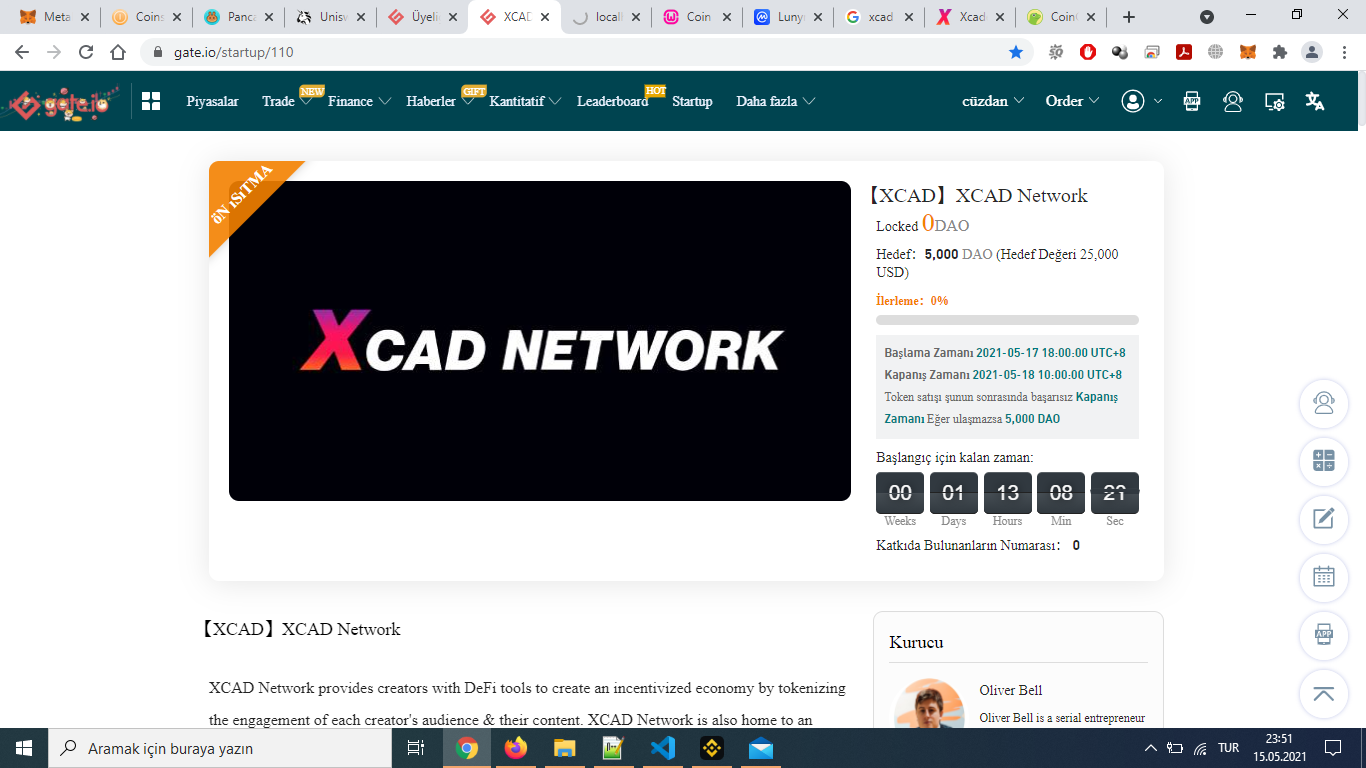 Meta
Coins
Panca
Unisw
Üyeli
XCAD
locall
Coin
Luny
xcad
Xcad
Coin
gate.io/startup/110
gate.io
Piyasalar
Trade
NEW
Finance
Haberler
GIFT
Kantitatif
Leaderboard
HOT
Startup
Daha fazla
cüzdan
Order
APP
öN ıSıTMA
XCAD NETWORK
【XCAD】XCAD Network
Locked 0DAO
Hedef: 5,000 DAO (Hedef Değeri 25,000
USD)
İlerleme: 0%
Başlama Zamanı 2021-05-17 18:00:00 UTC+8
Kapanış Zamanı 2021-05-18 10:00:00 UTC+8
Token satışı şunun sonrasında başarısız Kapanış
Zamanı Eğer ulaşmazsa 5,000 DAO
Başlangıç için kalan zaman:
00 01 13 08
Weeks Days Hours Min Sec
Katkıda Bulunanların Numarası: 0
APP
【XCAD】XCAD Network
XCAD Network provides creators with DeFi tools to create an incentivized economy by tokenizing
the engagement of each creator's audience & their content. XCAD Network is also home to an
Kurucu
Oliver Bell
Oliver Bell is a serial entrepreneur
Aramak için buraya yazın
TUR
23:51
15.05.2021